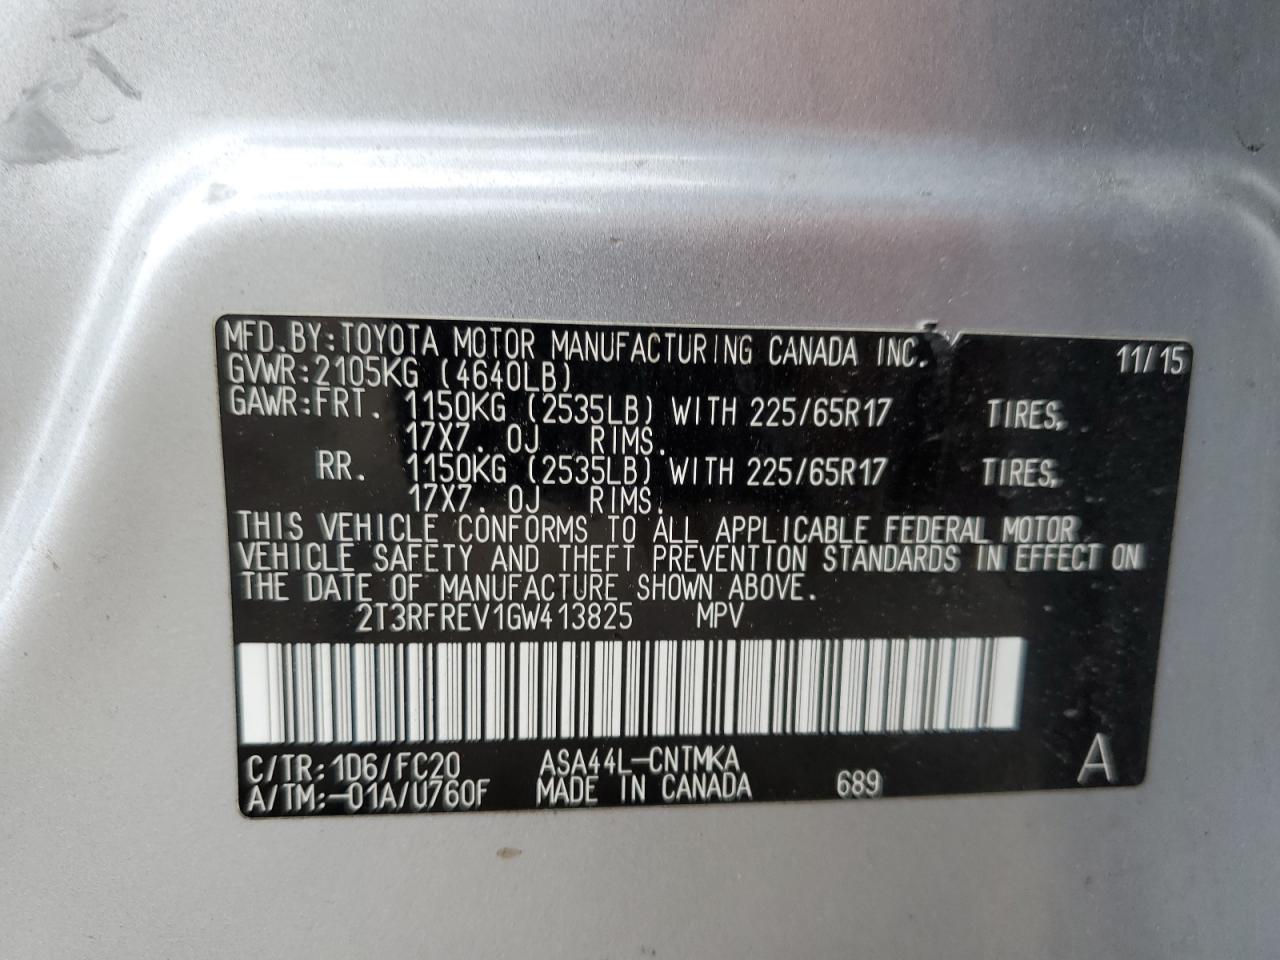 MFD.BY:TOYOTA MOTOR MANUFACTURING CANADA INC. 11/15
GVWR:2105KG (4640LB)
GAWR:FRT. 1150KG (2535LB) WITH 225/65R17 TIRES,
17X7.0J RIMS.
RR. 1150KG (2535LB) WITH 225/65R17 TIRES,
17X7.0J RIMS.
THIS VEHICLE CONFORMS TO ALL APPLICABLE FEDERAL MOTOR
VEHICLE SAFETY AND THEFT PREVENTION STANDARDS IN EFFECT ON
THE DATE OF MANUFACTURE SHOWN ABOVE.
2T3RFREV1GW413825 MPV
C/TR:1D6/FC20 ASA44L-CNTMKA
A/TM:-01A/U760F MADE IN CANADA 689 A